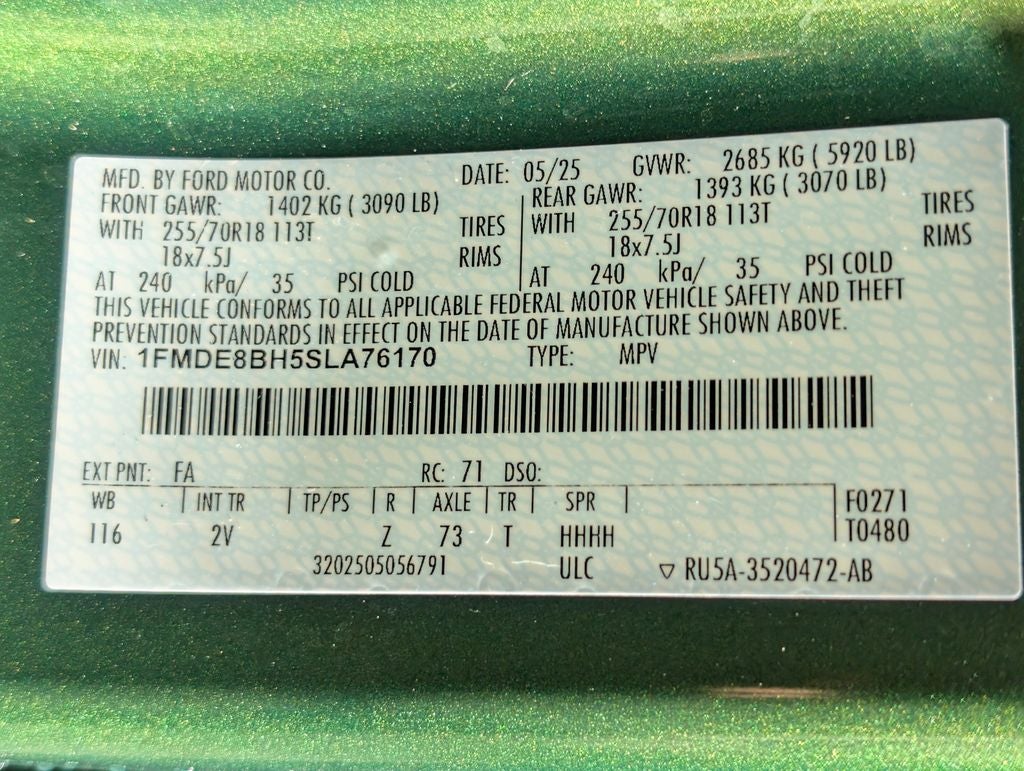 MFD. BY FORD MOTOR CO. DATE: 05/25 GVWR: 2685 KG ( 5920 LB)
FRONT GAWR: 1402 KG ( 3090 LB) REAR GAWR: 1393 KG ( 3070 LB)
WITH 255/70R18 113T TIRES WITH 255/70R18 113T TIRES
18x7.5J RIMS 18x7.5J RIMS
AT 240 kPa/ 35 PSI COLD AT 240 kPa/ 35 PSI COLD
THIS VEHICLE CONFORMS TO ALL APPLICABLE FEDERAL MOTOR VEHICLE SAFETY AND THEFT
PREVENTION STANDARDS IN EFFECT ON THE DATE OF MANUFACTURE SHOWN ABOVE.
VIN: 1FMDE8BH5SLA76170 TYPE: MPV
EXT PNT: FA RC: 71 DSO:
WB | INT TR | TP/PS | R | AXLE | TR | SPR | F0271
116 2V Z 73 T HHHH T0480
3202505056791 ULC ▽ RU5A-3520472-AB